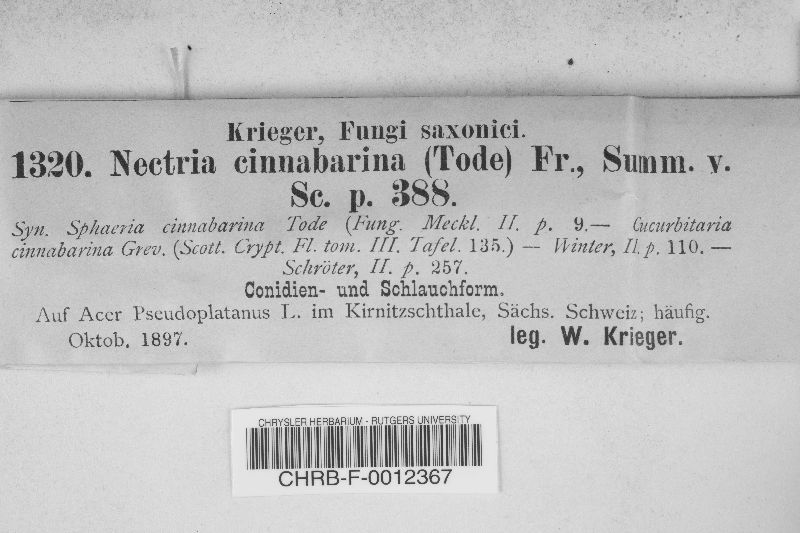 Krieger, Fungi saxonici.
1320. Nectria cinnabarina (Tode) Fr., Summ. v.
Sc. p. 388.
Syn. Sphaeria cinnabarina Tode (Fung. Meckl. II. p. 9.— Cucurbitaria
cinnabarina Grev. (Scott. Crypt. Fl. tom. III. Tafel. 135.) — Winter, II. p. 110. —
Schröter, II. p. 257.
Conidien- und Schlauchform.
Auf Acer Pseudoplatanus L. im Kirnitzschthale, Sächs. Schweiz; häufig.
Oktob. 1897. leg. W. Krieger.
CHRYSLER HERBARIUM - RUTGERS UNIVERSITY
CHRB-F-0012367